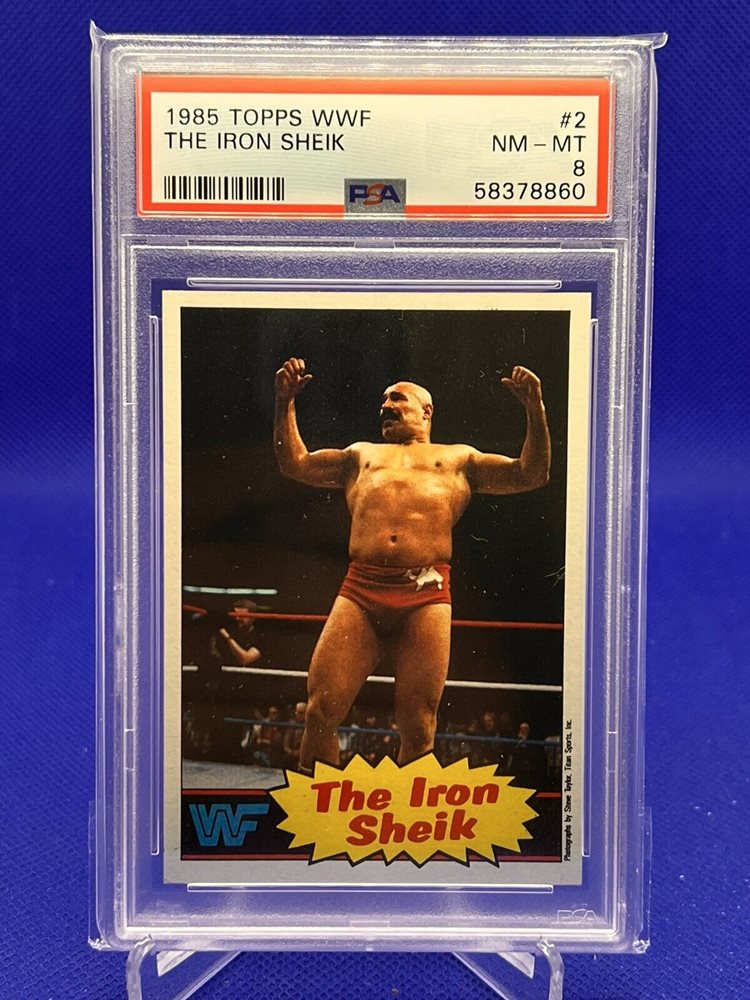 1985 TOPPS WWF #2
THE IRON SHEIK NM – MT
8
PSA 58378860
WF
The Iron
Sheik
Photographs by Steve Taylor, Titan Sports, Inc.
PSA